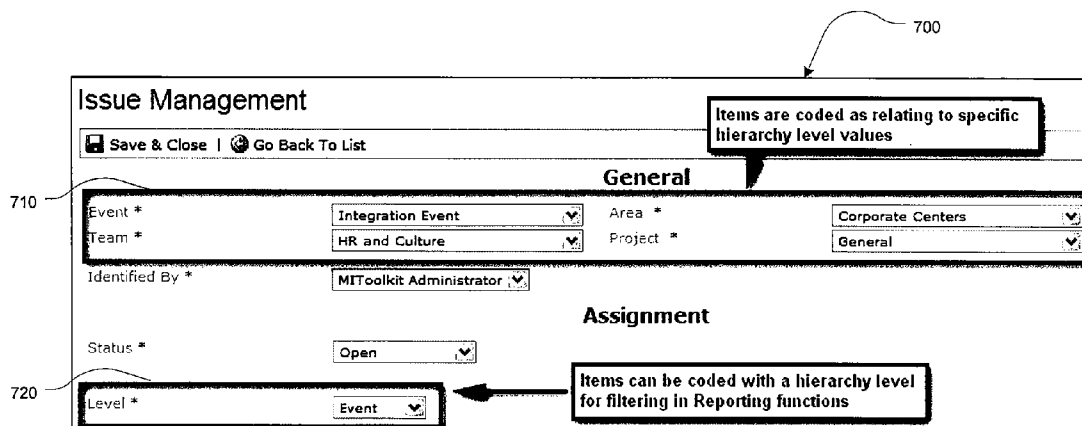 700
Issue Management
Items are coded as relating to specific
hierarchy level values
Save & Close | Go Back To List
General
710
Event * Integration Event Area * Corporate Centers
Team * HR and Culture Project * General
Identified By * MIToolkit Administrator
Assignment
Status * Open
720
Level * Event
Items can be coded with a hierarchy level
for filtering in Reporting functions